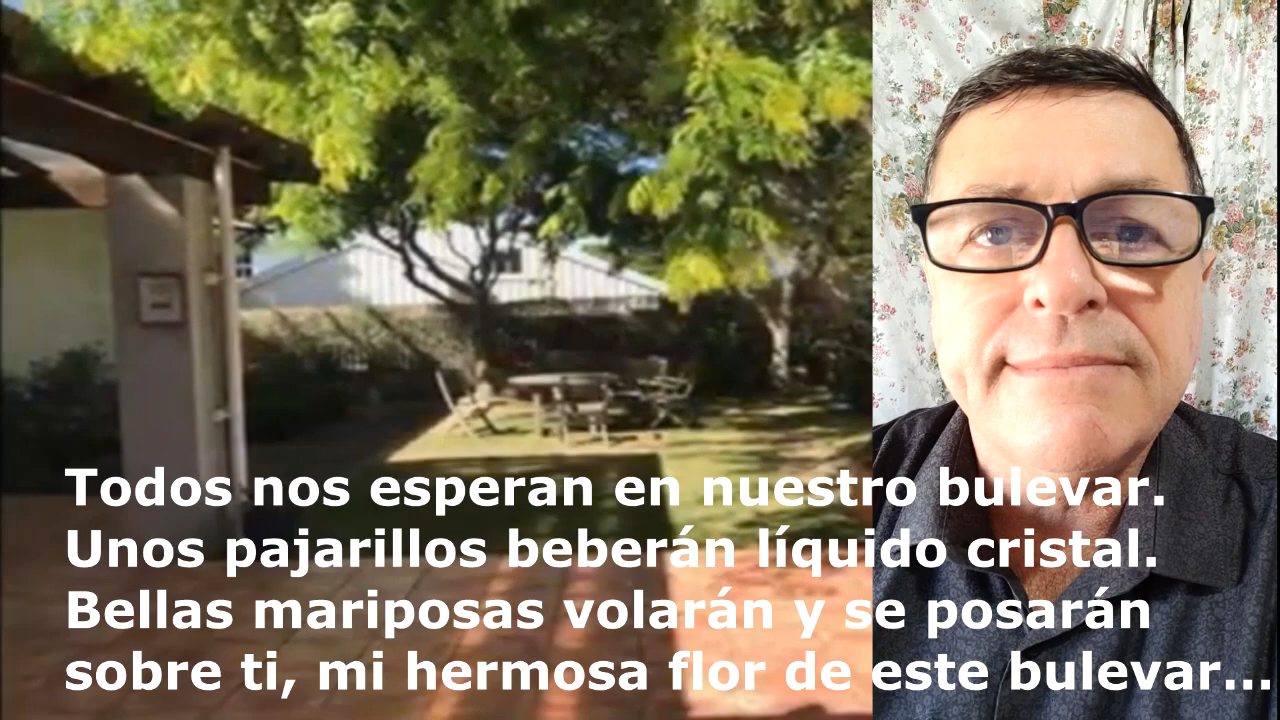 Todos nos esperan en nuestro bulevar.
Unos pajarillos beberán líquido cristal.
Bellas mariposas volarán y se posarán
sobre ti, mi hermosa flor de este bulevar...